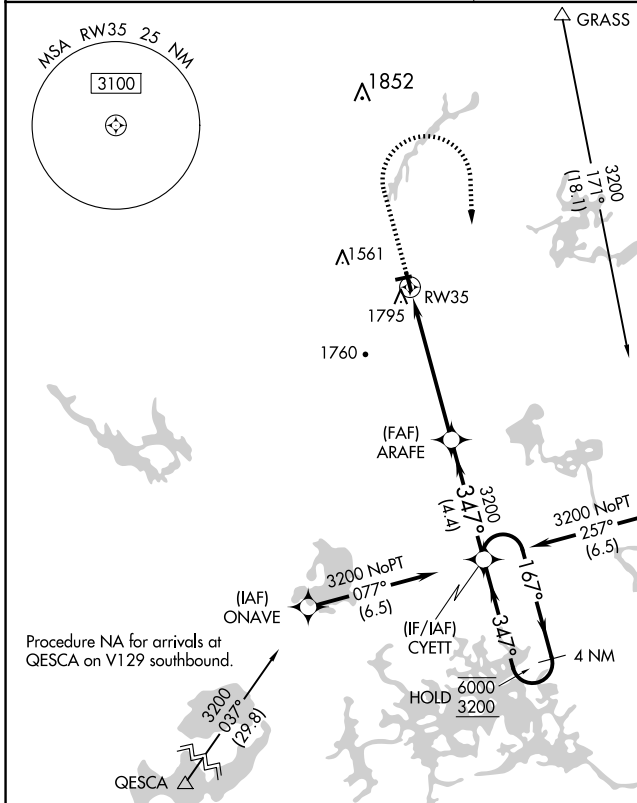 MSA RW35 25 NM
3100
GRASS
1852
3200
171°
(18.1)
1561
RW35
1795
1760
(FAF)
ARAFE
3200
347°
(4.4)
3200 NoPT
257°
(6.5)
3200 NoPT
077°
(6.5)
(IAF)
ONAVE
167°
(IF/IAF)
CYETT
347°
4 NM
HOLD 6000
3200
Procedure NA for arrivals at
QESCA on V129 southbound.
3200
037°
(29.8)
QESCA